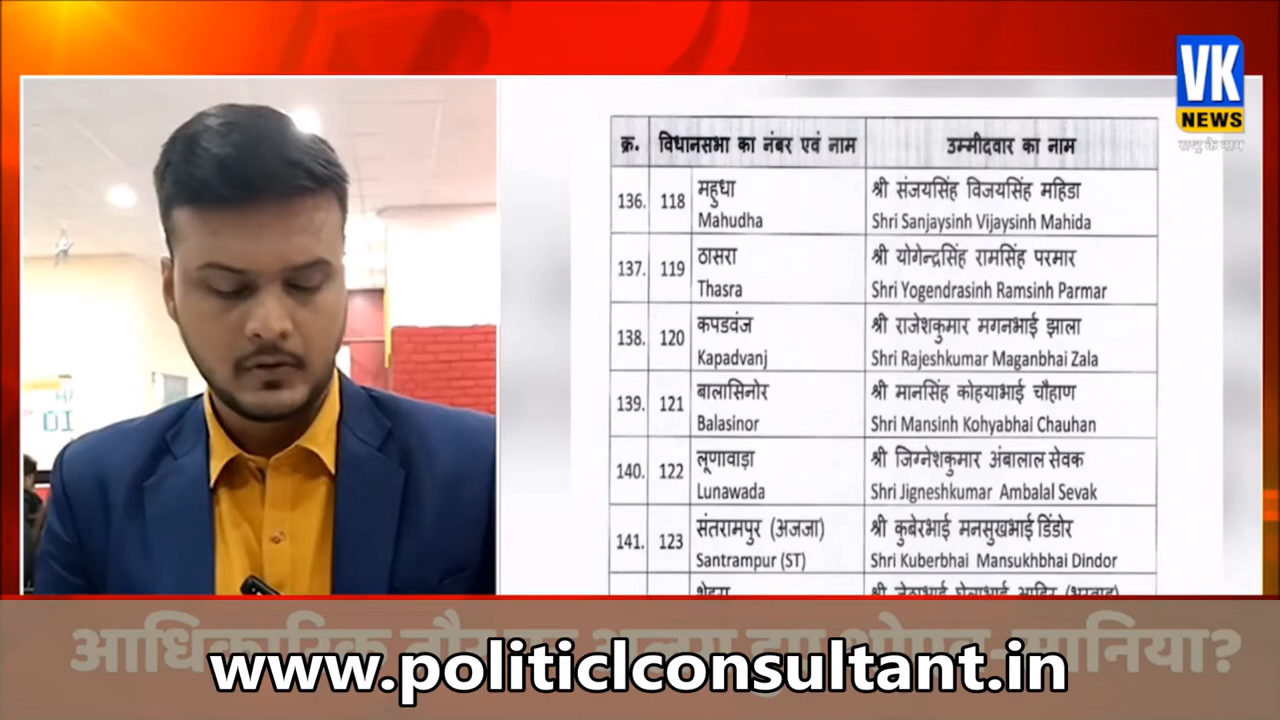 VK
NEWS
राष्ट्र के नाम
क्र. विधानसभा का नंबर एवं नाम उम्मीदवार का नाम
136. 118 महुधा श्री संजयसिंह विजयसिंह महिडा
Mahudha Shri Sanjaysinh Vijaysinh Mahida
137. 119 ठासरा श्री योगेन्द्रसिंह रामसिंह परमार
Thasra Shri Yogendrasinh Ramsinh Parmar
138. 120 कपडवंज श्री राजेशकुमार मगनभाई झाला
Kapadvanj Shri Rajeshkumar Maganbhai Zala
139. 121 बालासिनोर श्री मानसिंह कोहयाभाई चौहाण
Balasinor Shri Mansinh Kohyabhai Chauhan
140. 122 लूणावाड़ा श्री जिग्नेशकुमार अंबालाल सेवक
Lunawada Shri Jigneshkumar Ambalal Sevak
141. 123 संतरामपुर (अजजा) श्री कुबेरभाई मनसुखभाई डिंडोर
Santrampur (ST) Shri Kuberbhai Mansukhbhai Dindor
www.politiclconsultant.in